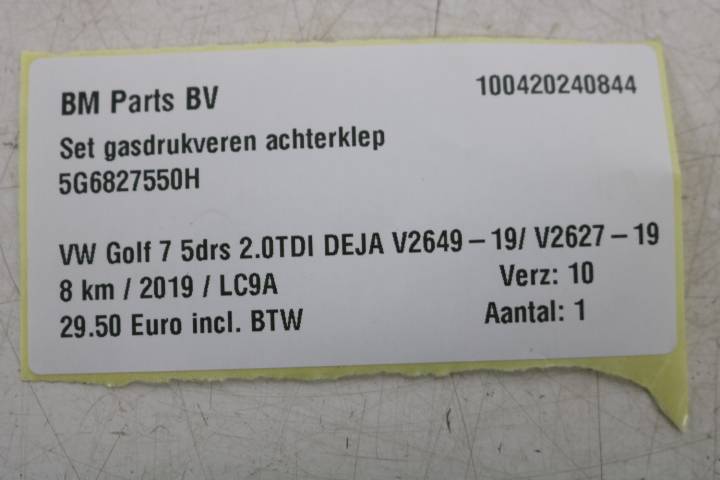 BM Parts BV 100420240844
Set gasdrukveren achterklep
5G6827550H
VW Golf 7 5drs 2.0TDI DEJA V2649 – 19/ V2627 – 19
8 km / 2019 / LC9A Verz: 10
29.50 Euro incl. BTW Aantal: 1